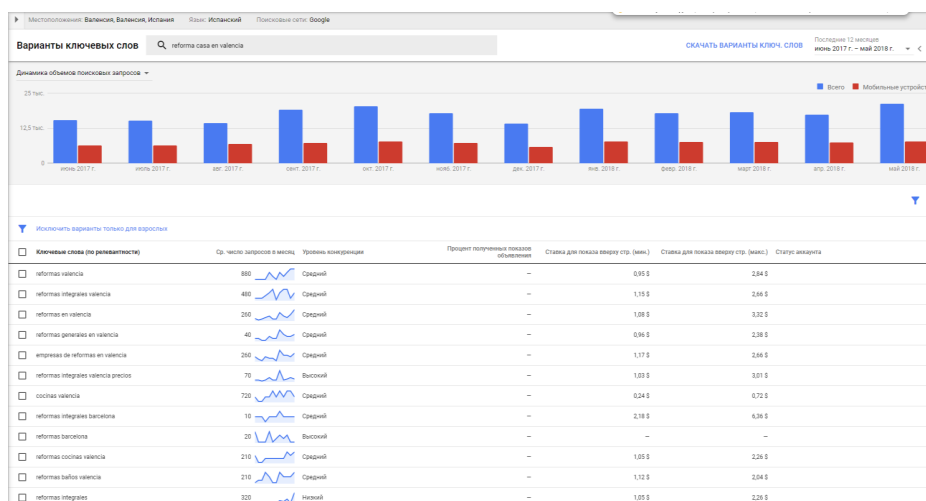 Местоположения: Валенсия, Валенсия, Испания Язык: Испанский Поисковые сети: Google
Варианты ключевых слов reforma casa en valencia СКАЧАТЬ ВАРИАНТЫ КЛЮЧ. СЛОВ Последние 12 месяцев
июнь 2017 г. – май 2018 г.
Динамика объемов поисковых запросов
Всего Мобильные устройст
25 тыс.
12,5 тыс.
0
июнь 2017 г. июль 2017 г. авг. 2017 г. сент. 2017 г. окт. 2017 г. нояб. 2017 г. дек. 2017 г. янв. 2018 г. февр. 2018 г. март 2018 г. апр. 2018 г. май 2018 г.
Исключить варианты только для взрослых
Ключевые слова (по релевантности) Ср. число запросов в месяц Уровень конкуренции Процент полученных показов объявления Ставка для показа вверху стр. (мин.) Ставка для показа вверху стр. (макс.) Статус аккаунта
reformas valencia 880 Средний – 0,95 $ 2,84 $
reformas integrales valencia 480 Средний – 1,15 $ 2,66 $
reformas en valencia 260 Средний – 1,08 $ 3,32 $
reformas generales en valencia 40 Средний – 0,96 $ 2,38 $
empresas de reformas en valencia 260 Средний – 1,17 $ 2,66 $
reformas integrales valencia precios 70 Высокий – 1,03 $ 3,01 $
cocinas valencia 720 Средний – 0,24 $ 0,72 $
reformas integrales barcelona 10 Средний – 2,18 $ 6,36 $
reformas barcelona 20 Высокий – – –
reformas cocinas valencia 210 Средний – 1,05 $ 2,26 $
reformas baños valencia 210 Средний – 1,12 $ 2,04 $
reformas integrales 320 Низкий – 1,05 $ 2,26 $